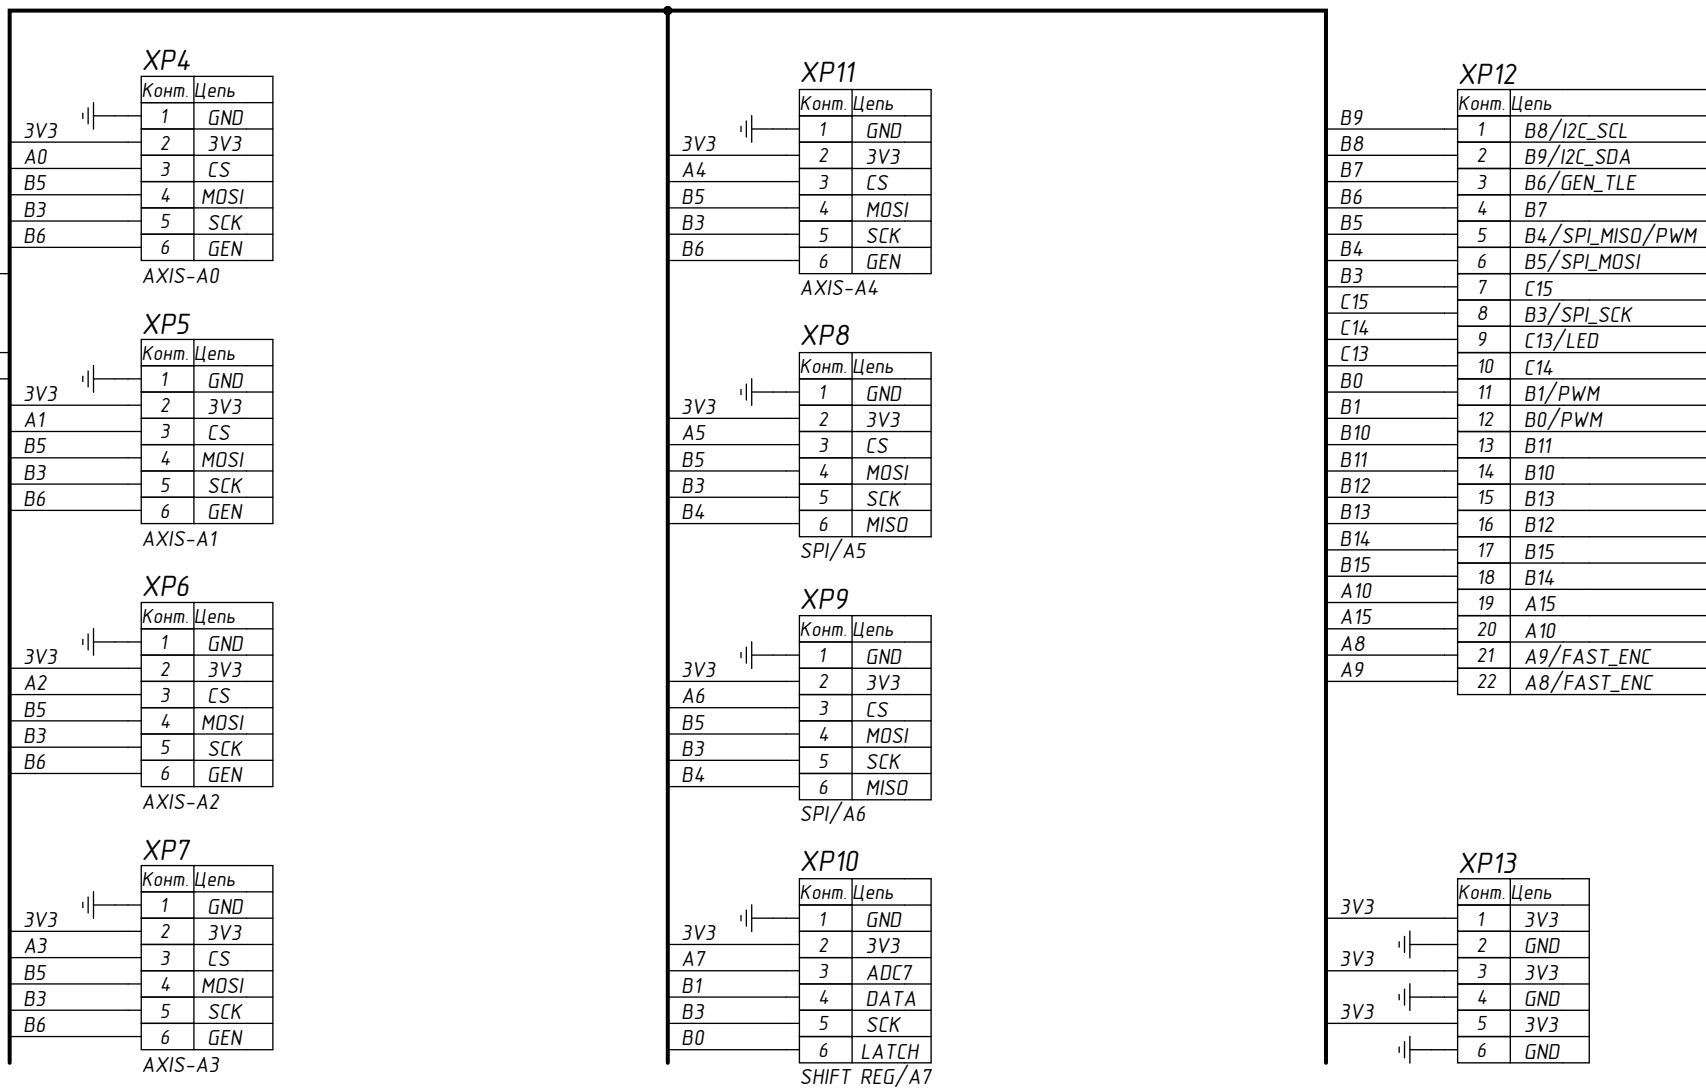 XP4
Конт. Цепь
1 GND
3V3 2 3V3
A0 3 CS
B5 4 MOSI
B3 5 SCK
B6 6 GEN
AXIS-A0
XP5
Конт. Цепь
1 GND
3V3 2 3V3
A1 3 CS
B5 4 MOSI
B3 5 SCK
B6 6 GEN
AXIS-A1
XP6
Конт. Цепь
1 GND
3V3 2 3V3
A2 3 CS
B5 4 MOSI
B3 5 SCK
B6 6 GEN
AXIS-A2
XP7
Конт. Цепь
1 GND
3V3 2 3V3
A3 3 CS
B5 4 MOSI
B3 5 SCK
B6 6 GEN
AXIS-A3
XP11
Конт. Цепь
1 GND
3V3 2 3V3
A4 3 CS
B5 4 MOSI
B3 5 SCK
B6 6 GEN
AXIS-A4
XP8
Конт. Цепь
1 GND
3V3 2 3V3
A5 3 CS
B5 4 MOSI
B3 5 SCK
B4 6 MISO
SPI/A5
XP9
Конт. Цепь
1 GND
3V3 2 3V3
A6 3 CS
B5 4 MOSI
B3 5 SCK
B4 6 MISO
SPI/A6
XP10
Конт. Цепь
1 GND
3V3 2 3V3
A7 3 ADC7
B1 4 DATA
B3 5 SCK
B0 6 LATCH
SHIFT REG/A7
XP12
Конт. Цепь
B9 1 B8/I2C_SCL
B8 2 B9/I2C_SDA
B7 3 B6/GEN_TLE
B6 4 B7
B5 5 B4/SPI_MISO/PWM
B4 6 B5/SPI_MOSI
B3 7 C15
C15 8 B3/SPI_SCK
C14 9 C13/LED
C13 10 C14
B0 11 B1/PWM
B1 12 B0/PWM
B10 13 B11
B11 14 B10
B12 15 B13
B13 16 B12
B14 17 B15
B15 18 B14
A10 19 A15
A15 20 A10
A8 21 A9/FAST_ENC
A9 22 A8/FAST_ENC
XP13
Конт. Цепь
3V3 1 3V3
2 GND
3V3 3 3V3
4 GND
3V3 5 3V3
6 GND